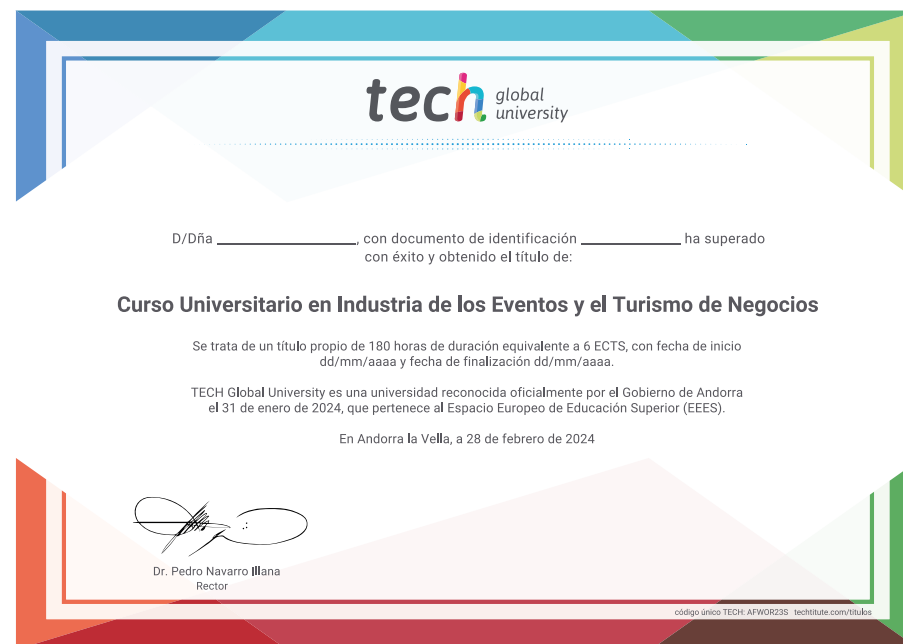 tech global university
D/Dña ____________________, con documento de identificación ______________ ha superado
con éxito y obtenido el título de:
Curso Universitario en Industria de los Eventos y el Turismo de Negocios
Se trata de un título propio de 180 horas de duración equivalente a 6 ECTS, con fecha de inicio
dd/mm/aaaa y fecha de finalización dd/mm/aaaa.
TECH Global University es una universidad reconocida oficialmente por el Gobierno de Andorra
el 31 de enero de 2024, que pertenece al Espacio Europeo de Educación Superior (EEES).
En Andorra la Vella, a 28 de febrero de 2024
Dr. Pedro Navarro Illana
Rector
código único TECH: AFWOR23S techtitute.com/titulos